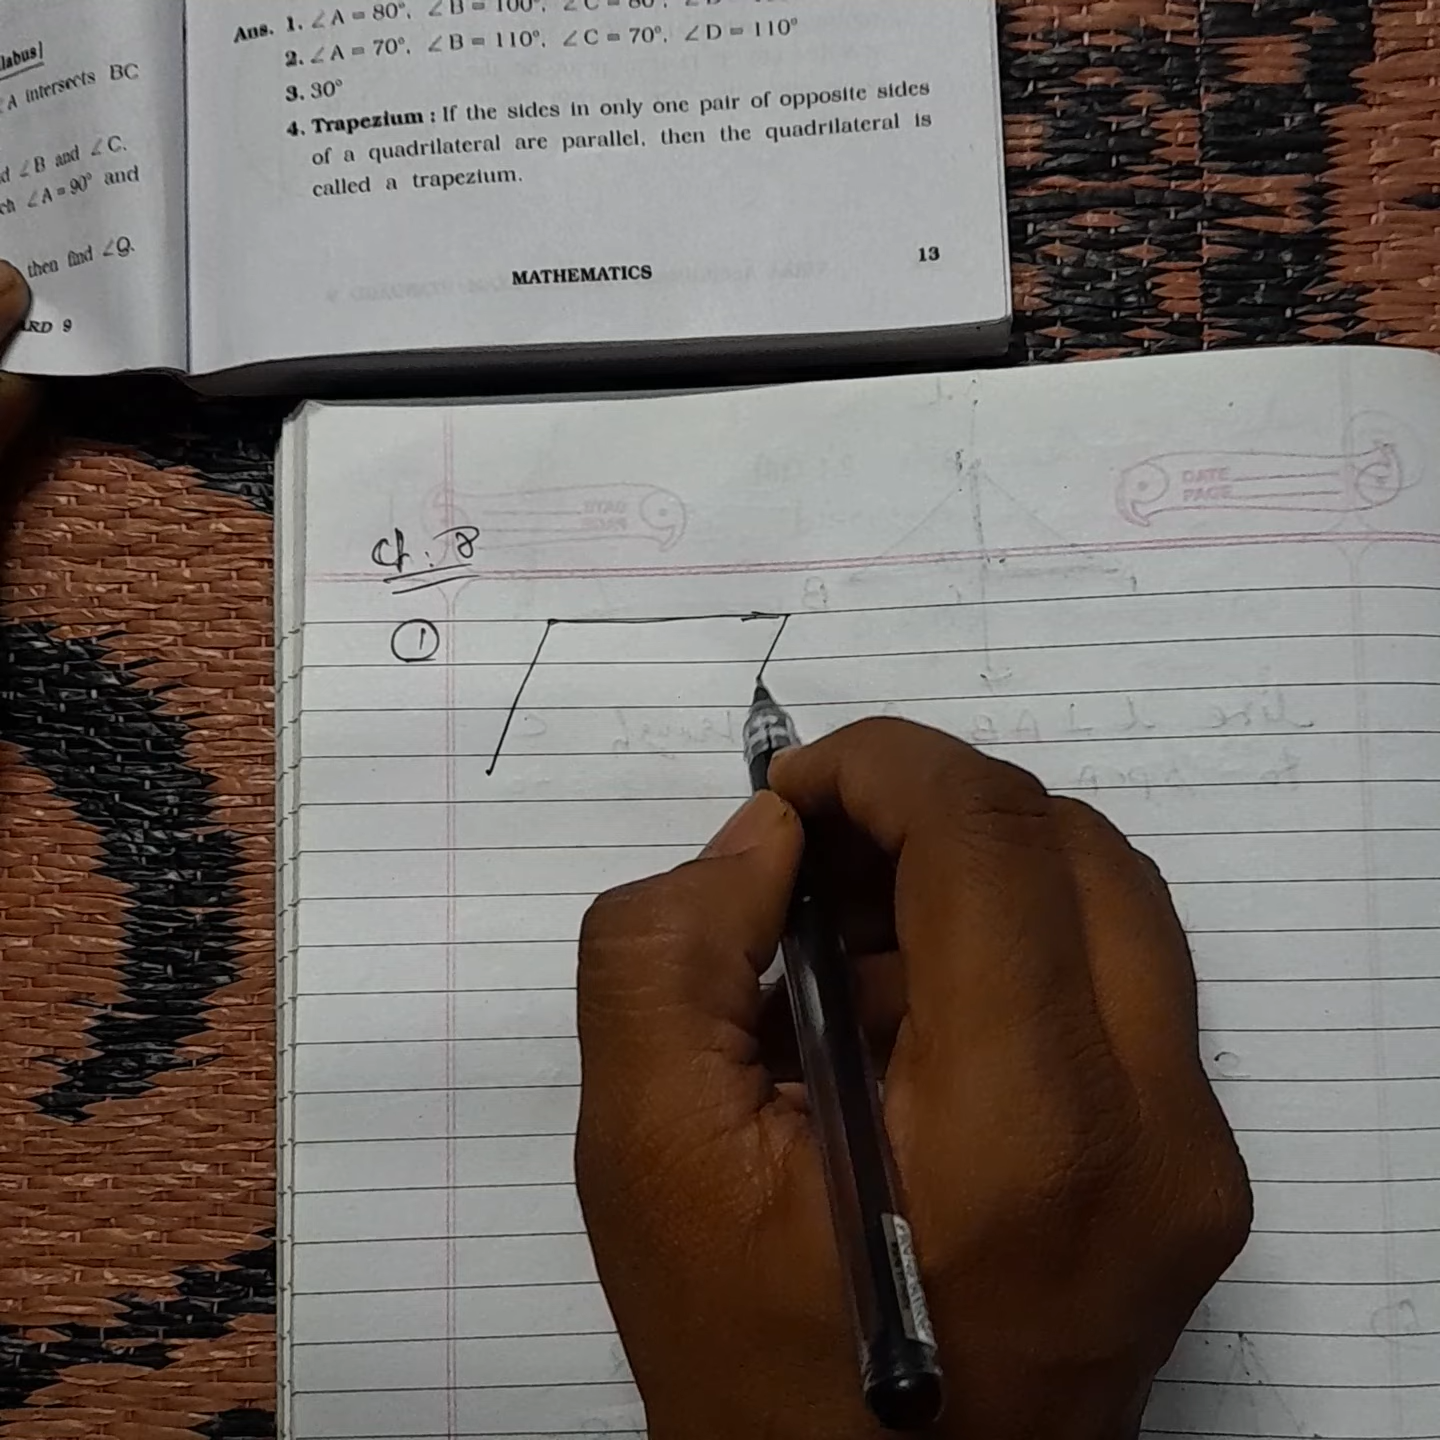 labus]
A intersects BC
∠B and ∠C.
∠A = 90° and
then find ∠Q.
RD 9
Ans. 1. ∠A = 80°, ∠B = 100°, ∠C = 80°, ∠D =
2. ∠A = 70°, ∠B = 110°, ∠C = 70°, ∠D = 110°
3. 30°
4. Trapezium : If the sides in only one pair of opposite sides
of a quadrilateral are parallel, then the quadrilateral is
called a trapezium.
MATHEMATICS 13
DATE
PAGE
Ch. 8
①